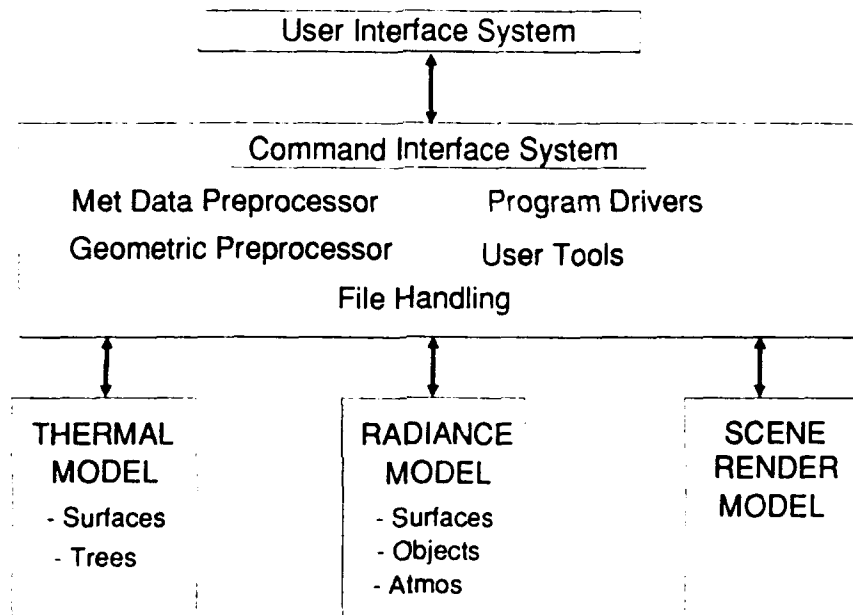 User Interface System
Command Interface System
Met Data Preprocessor
Program Drivers
Geometric Preprocessor
User Tools
File Handling
THERMAL
MODEL
- Surfaces
- Trees
RADIANCE
MODEL
- Surfaces
- Objects
- Atmos
SCENE
RENDER
MODEL